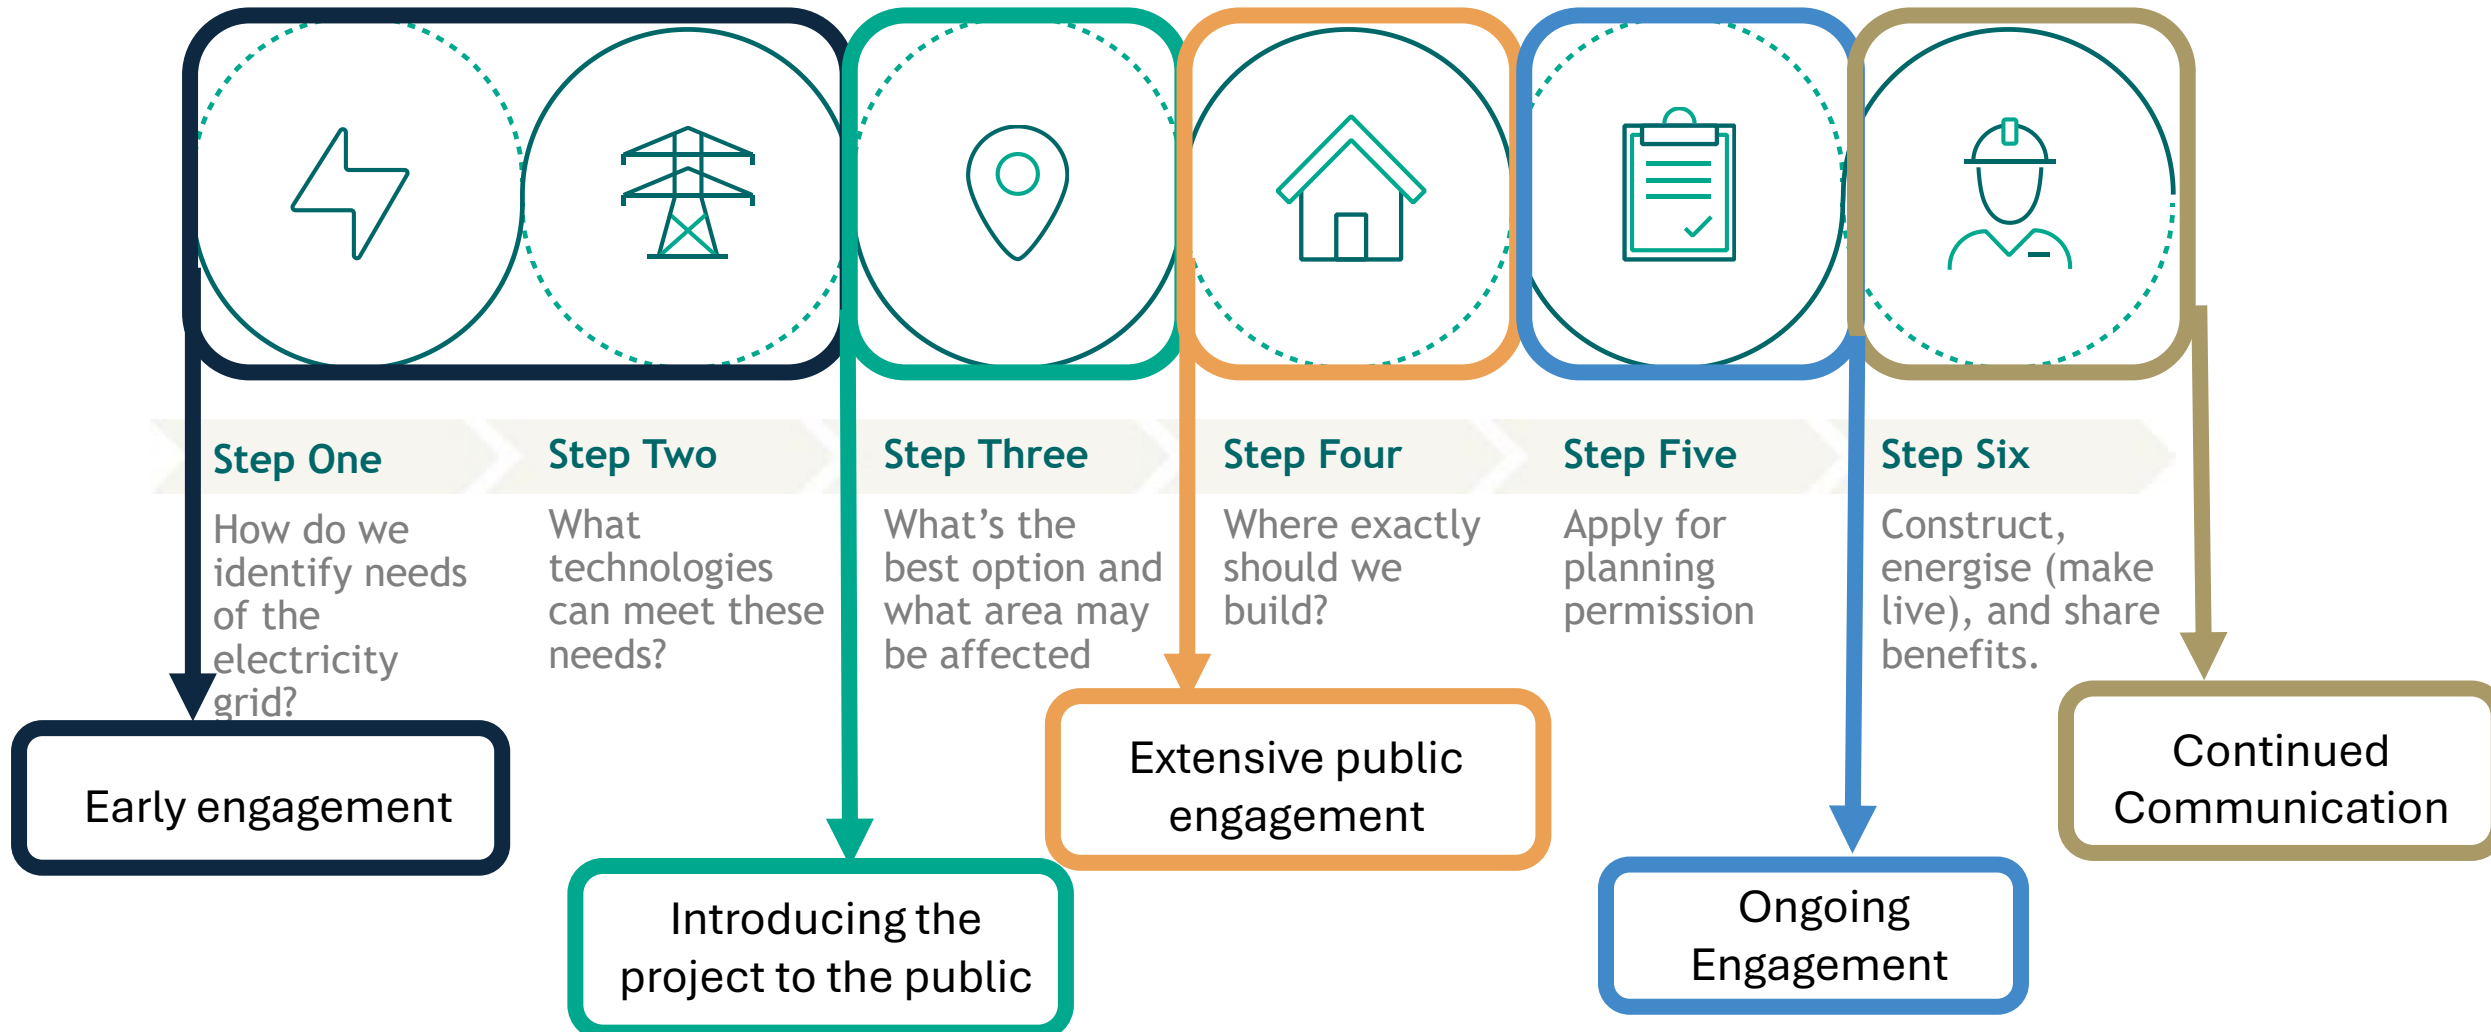 Step One
How do we
identify needs
of the
electricity
grid?
Step Two
What
technologies
can meet these
needs?
Step Three
What's the
best option and
what area may
be affected
Step Four
Where exactly
should we
build?
Step Five
Apply for
planning
permission
Step Six
Construct,
energise (make
live), and share
benefits.
Early engagement
Introducing the
project to the public
Extensive public
engagement
Ongoing
Engagement
Continued
Communication